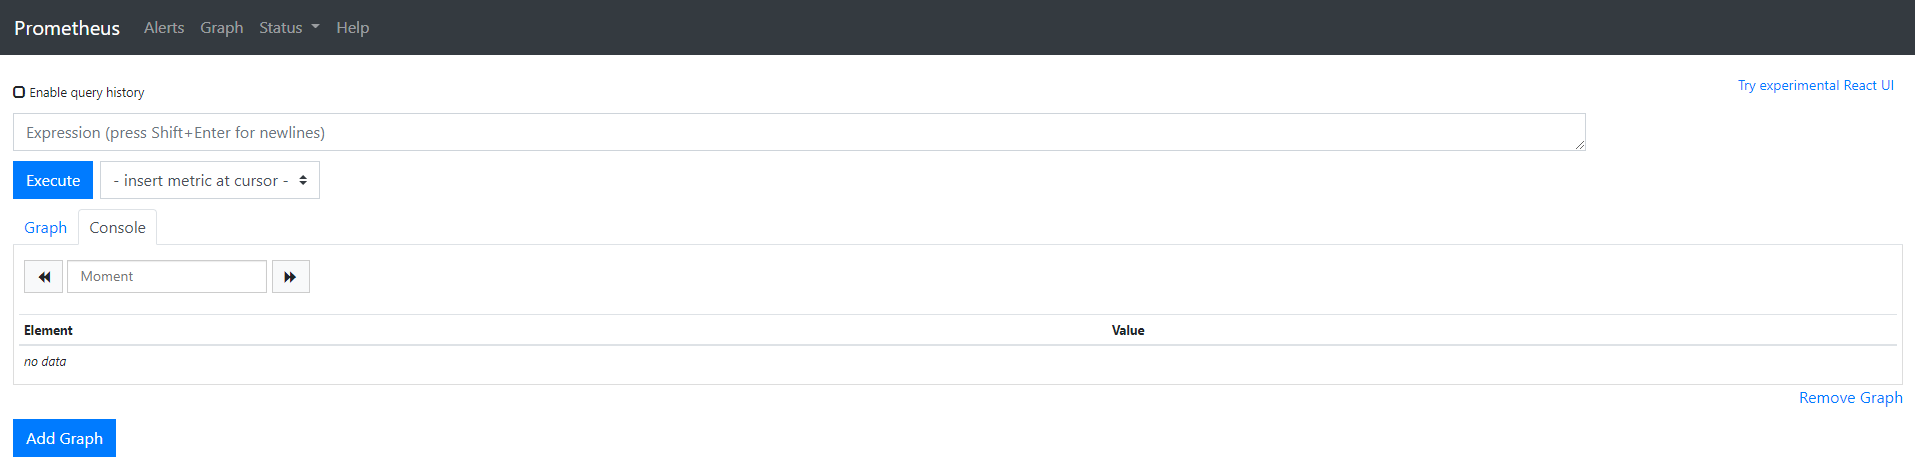 Prometheus Alerts Graph Status Help
Enable query history
Try experimental React UI
Expression (press Shift+Enter for newlines)
Execute - insert metric at cursor -
Graph Console
Moment
Element Value
no data
Remove Graph
Add Graph